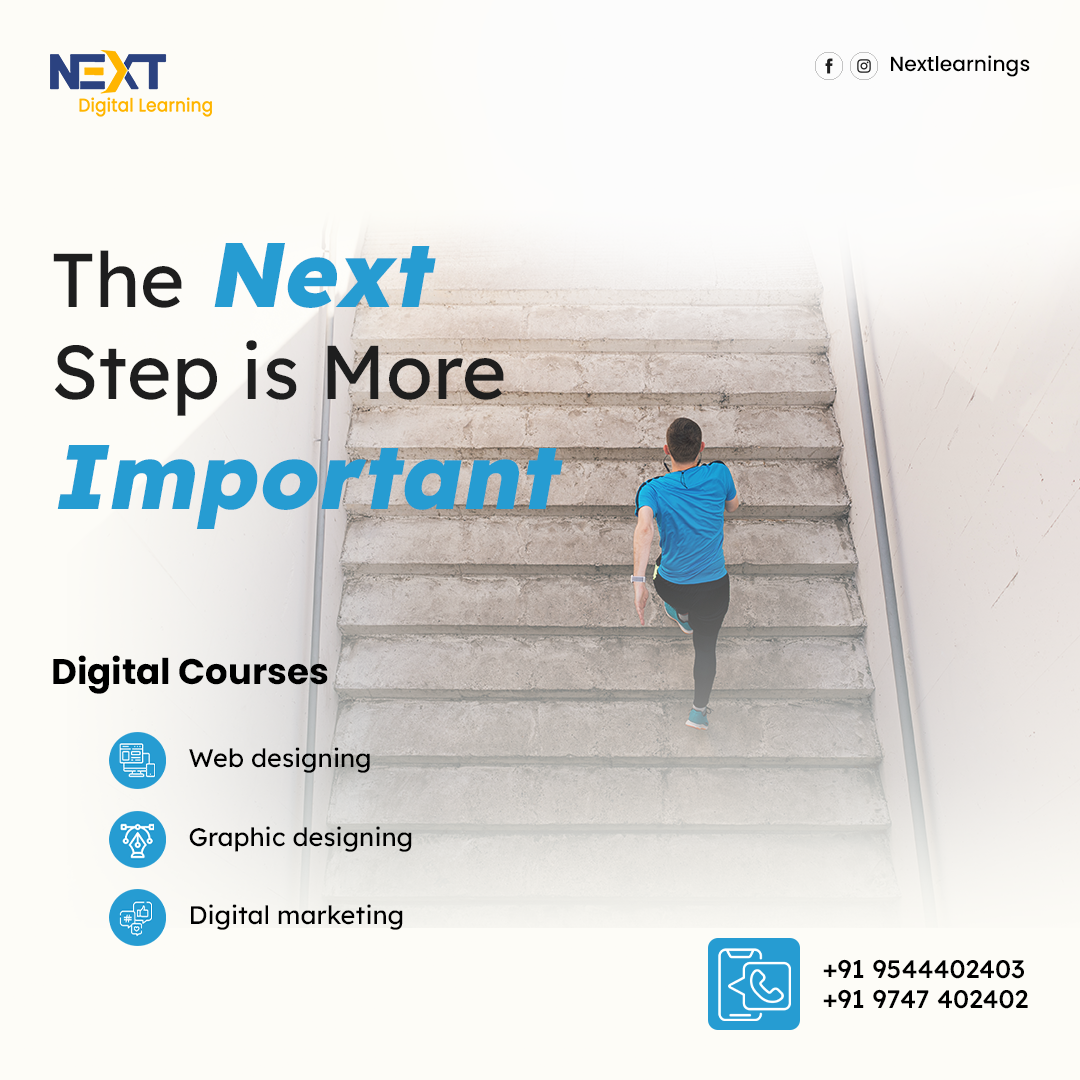 NEXT
Digital Learning
Nextlearnings
The Next
Step is More
Important
Digital Courses
Web designing
Graphic designing
Digital marketing
+91 9544402403
+91 9747 402402